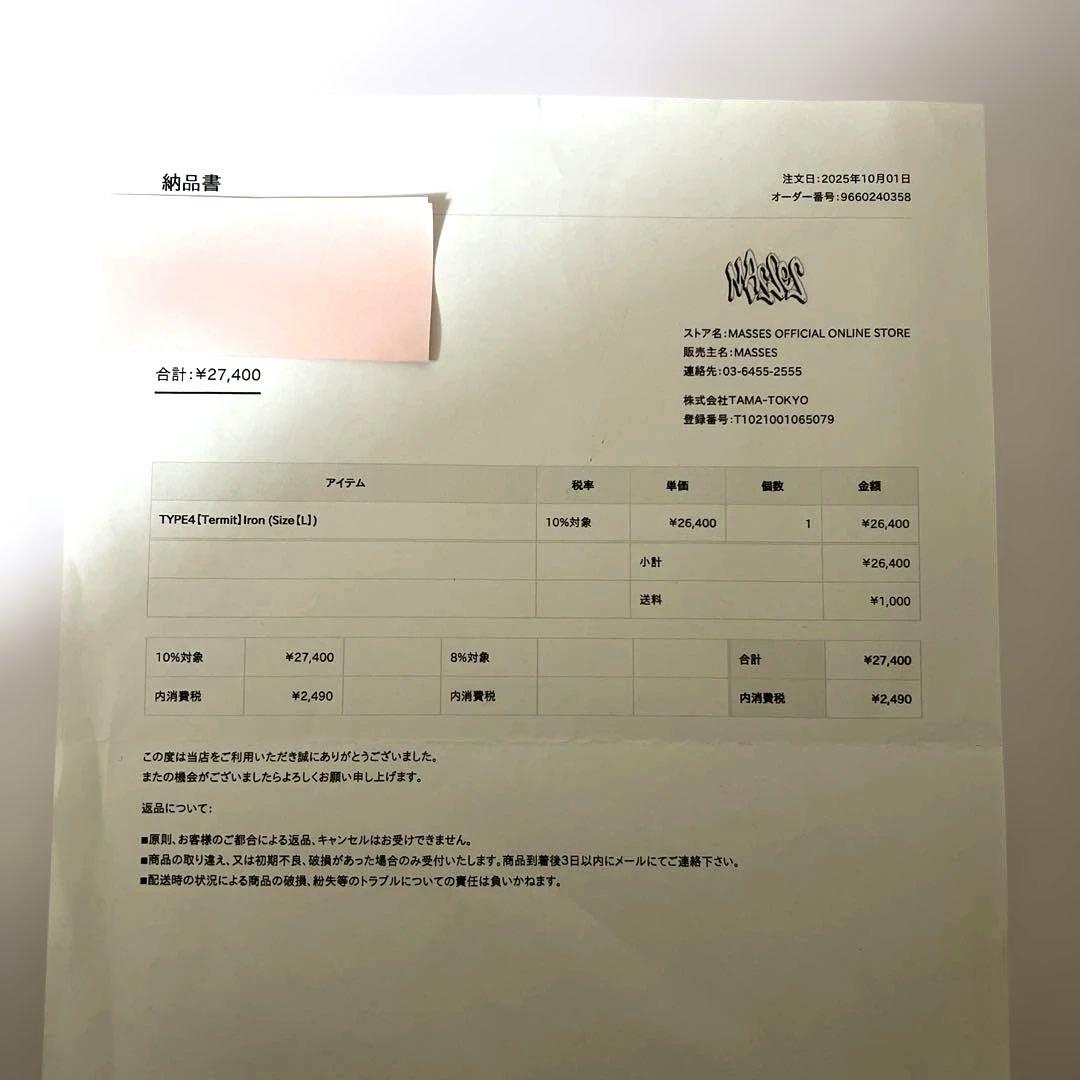 納品書
注文日:2025年10月01日
オーダー番号:9660240358
MASSES
ストア名:MASSES OFFICIAL ONLINE STORE
販売主名:MASSES
連絡先:03-6455-2555
合計:¥27,400
株式会社TAMA-TOKYO
登録番号:T1021001065079
アイテム 税率 単価 個数 金額
TYPE4【Termit】Iron (Size【L】) 10%対象 ¥26,400 1 ¥26,400
小計 ¥26,400
送料 ¥1,000
10%対象 ¥27,400 8%対象 合計 ¥27,400
内消費税 ¥2,490 内消費税 内消費税 ¥2,490
この度は当店をご利用いただき誠にありがとうございました。
またの機会がございましたらよろしくお願い申し上げます。
返品について:
■原則、お客様のご都合による返品、キャンセルはお受けできません。
■商品の取り違え、又は初期不良、破損があった場合のみ受付いたします。商品到着後3日以内にメールにてご連絡下さい。
■配送時の状況による商品の破損、紛失等のトラブルについての責任は負いかねます。